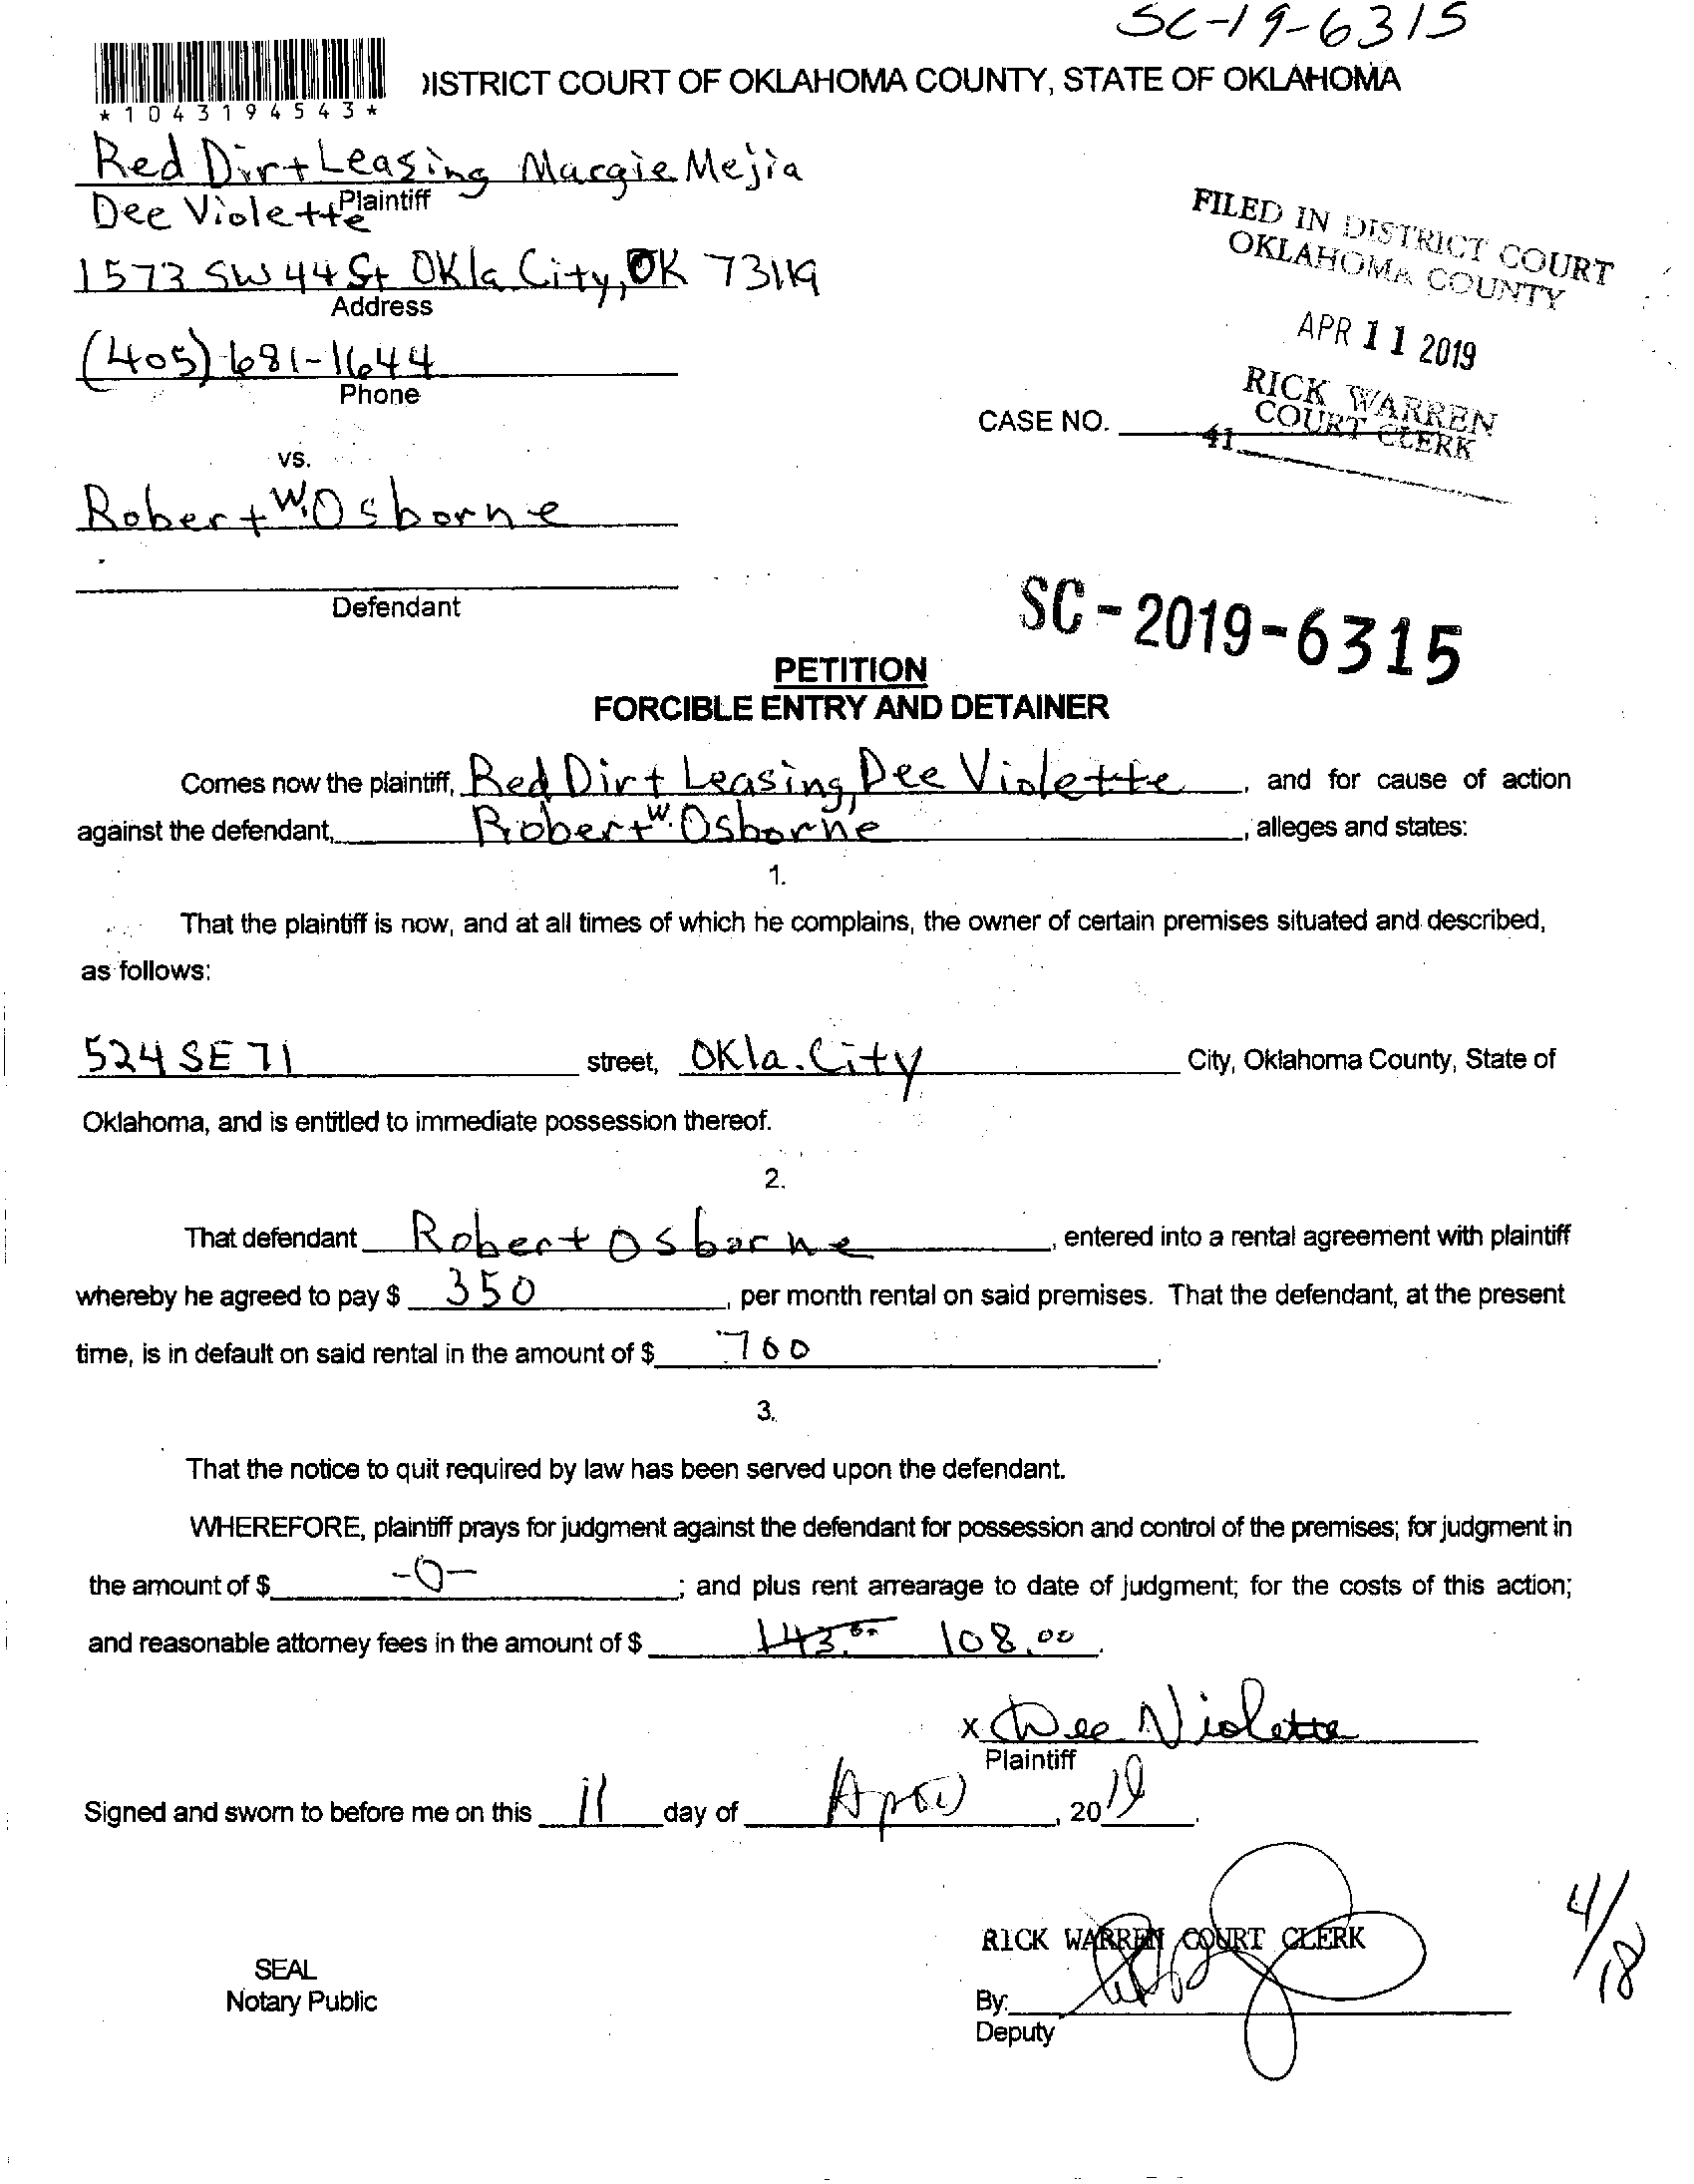 SC-19-6315
DISTRICT COURT OF OKLAHOMA COUNTY, STATE OF OKLAHOMA
*1043194543*
Red Dirt Leasing Margie Mejia
Dee Violette
Plaintiff
1573 SW 44 St Okla City, OK 73119
Address
(405) 681-1644
Phone
FILED IN DISTRICT COURT
OKLAHOMA COUNTY
APR 11 2019
RICK WARREN
COURT CLERK
CASE NO.
41
vs.
Robert W. Osborne
Defendant
SC-2019-6315
PETITION
FORCIBLE ENTRY AND DETAINER
Comes now the plaintiff, Red Dirt Leasing, Dee Violette, and for cause of action
against the defendant, Robert W. Osborne, alleges and states:
1.
That the plaintiff is now, and at all times of which he complains, the owner of certain premises situated and described,
as follows:
524 SE 71 street, Okla. City City, Oklahoma County, State of
Oklahoma, and is entitled to immediate possession thereof.
2.
That defendant Robert Osborne, entered into a rental agreement with plaintiff
whereby he agreed to pay $ 350, per month rental on said premises. That the defendant, at the present
time, is in default on said rental in the amount of $ 700.
3.
That the notice to quit required by law has been served upon the defendant.
WHEREFORE, plaintiff prays for judgment against the defendant for possession and control of the premises; for judgment in
the amount of $ -0-; and plus rent arrearage to date of judgment; for the costs of this action;
and reasonable attorney fees in the amount of $ 143.00 108.00.
x Dee Violette
Plaintiff
Signed and sworn to before me on this 11 day of April, 2019.
4/18
RICK WARREN COURT CLERK
SEAL
Notary Public
By:
Deputy